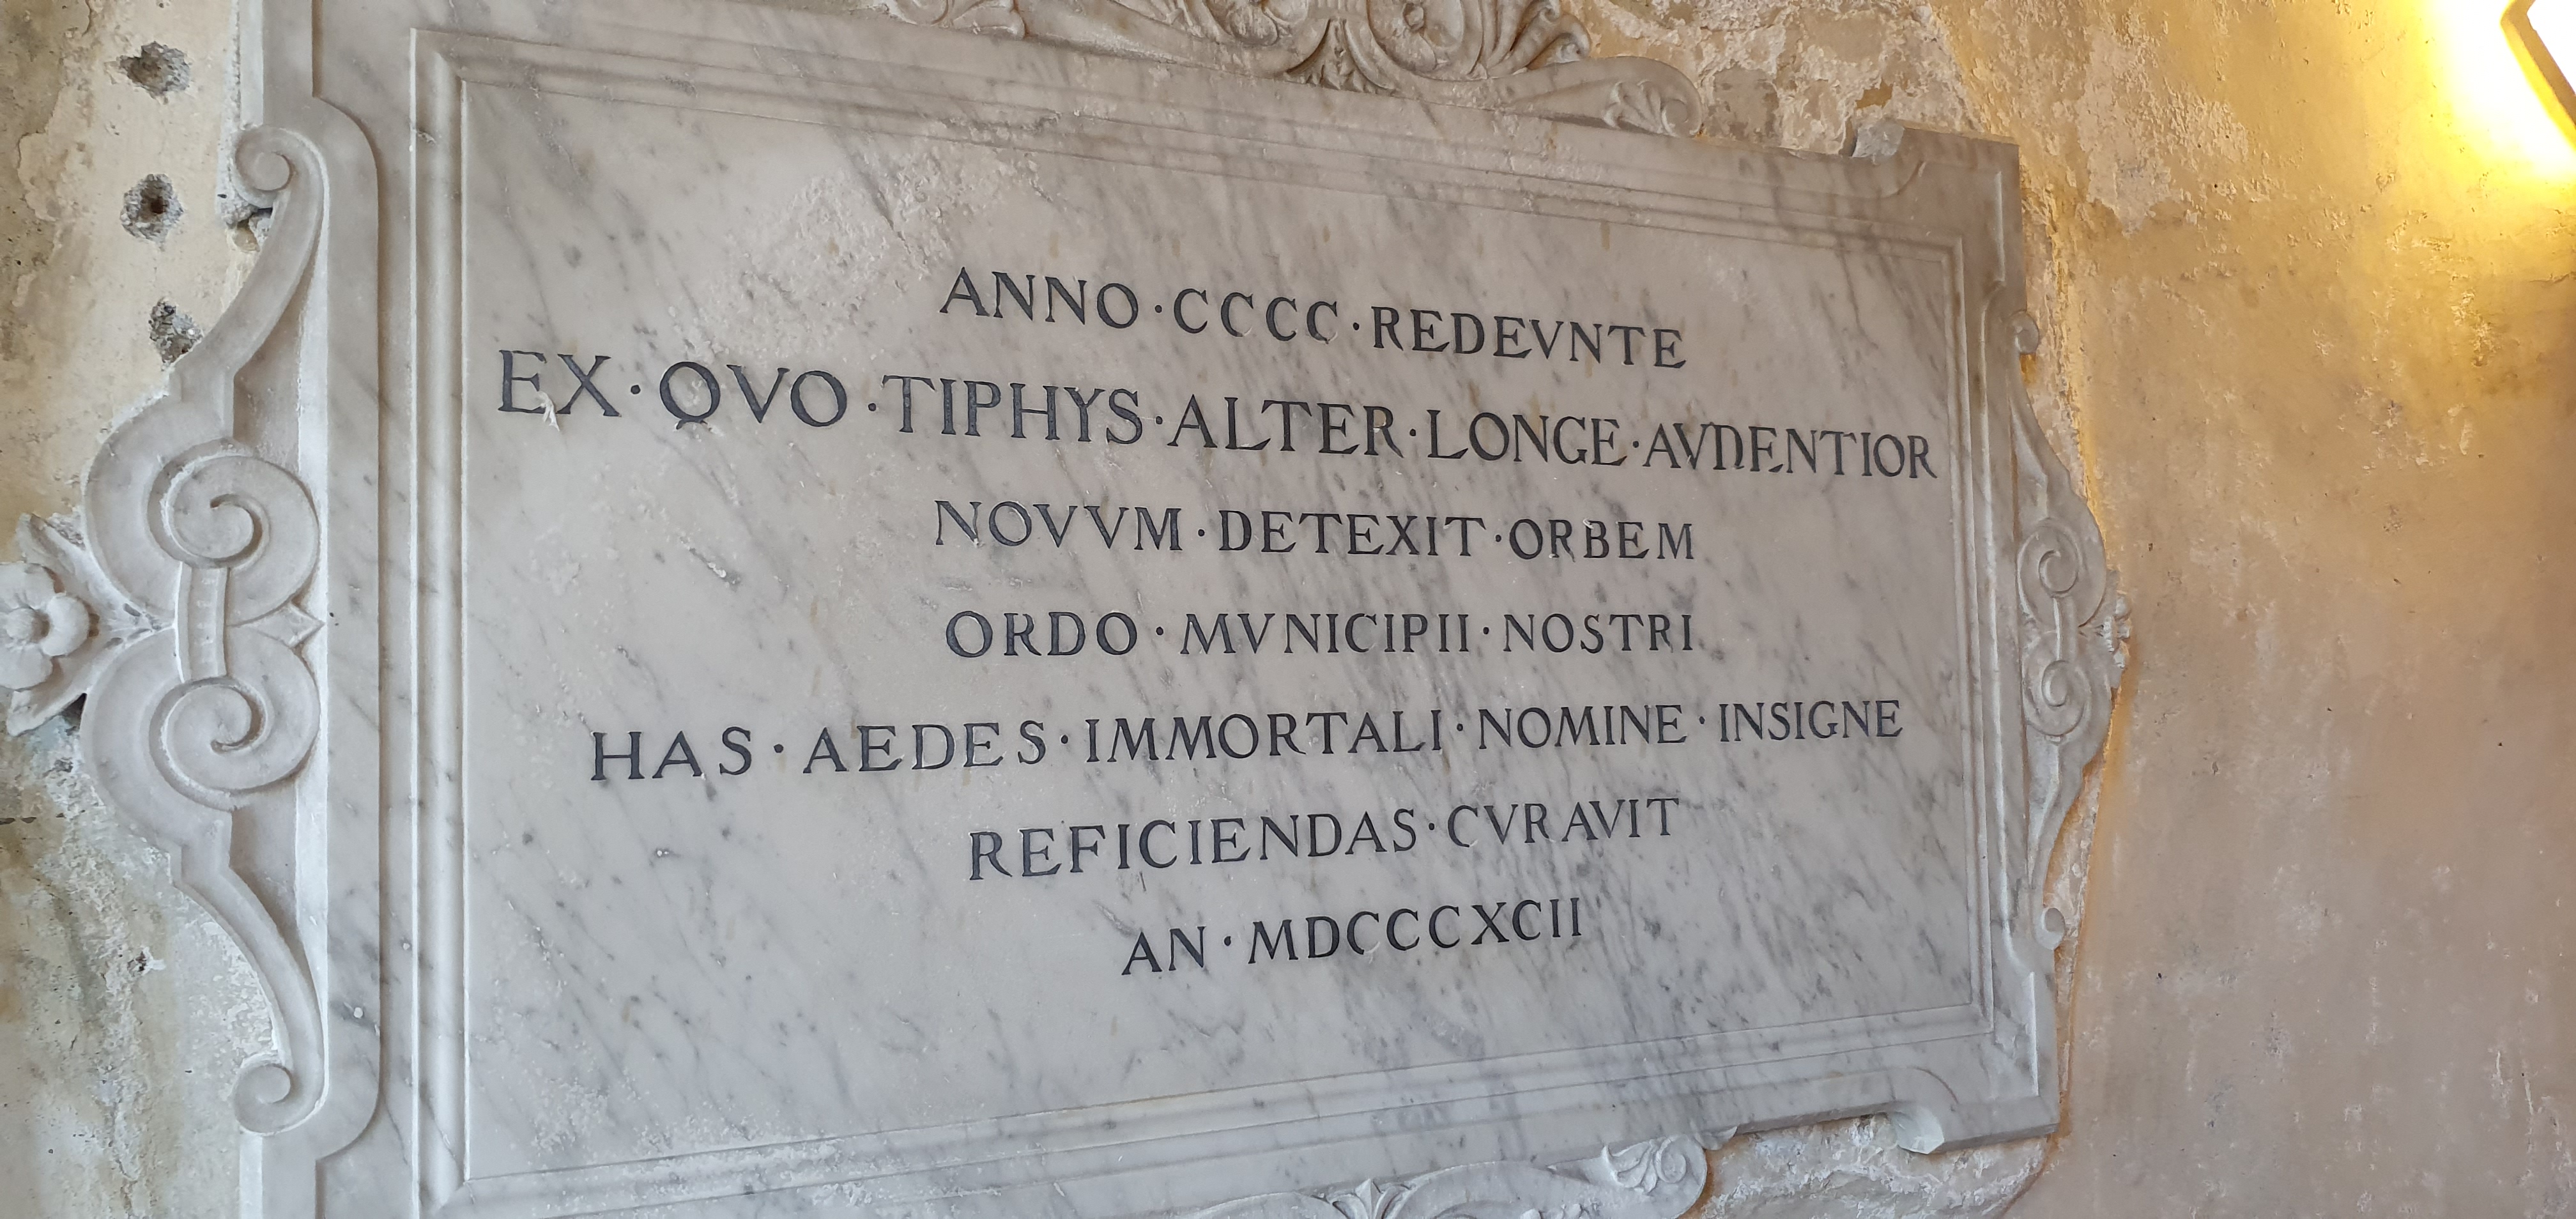 ANNO · CCCC · REDEVNTE
EX · QVO · TIPHYS · ALTER · LONGE · AVDENTIOR
NOVVM · DETEXIT · ORBEM
ORDO · MVNICIPII · NOSTRI
HAS · AEDES · IMMORTALI · NOMINE · INSIGNE
REFICIENDAS · CVRAVIT
AN · MDCCCXCII